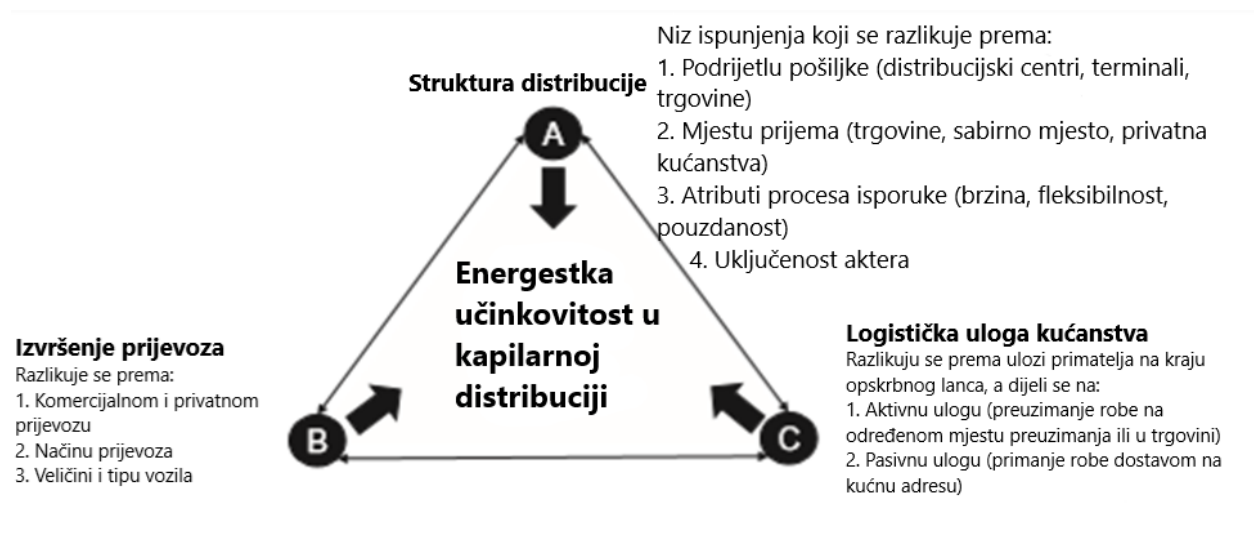 Struktura distribucije
Niz ispunjenja koji se razlikuje prema:
1. Podrijetlu pošiljke (distribucijski centri, terminali,
trgovine)
2. Mjestu prijema (trgovine, sabirno mjesto, privatna
kućanstva)
3. Atributi procesa isporuke (brzina, fleksibilnost,
pouzdanost)
4. Uključenost aktera
A
Energestka
učinkovitost u
kapilarnoj
distribuciji
Izvršenje prijevoza
Razlikuje se prema:
1. Komercijalnom i privatnom
prijevozu
2. Načinu prijevoza
3. Veličini i tipu vozila
B
C
Logistička uloga kućanstva
Razlikuju se prema ulozi primatelja na kraju
opskrbnog lanca, a dijeli se na:
1. Aktivnu ulogu (preuzimanje robe na
određenom mjestu preuzimanja ili u trgovini)
2. Pasivnu ulogu (primanje robe dostavom na
kućnu adresu)